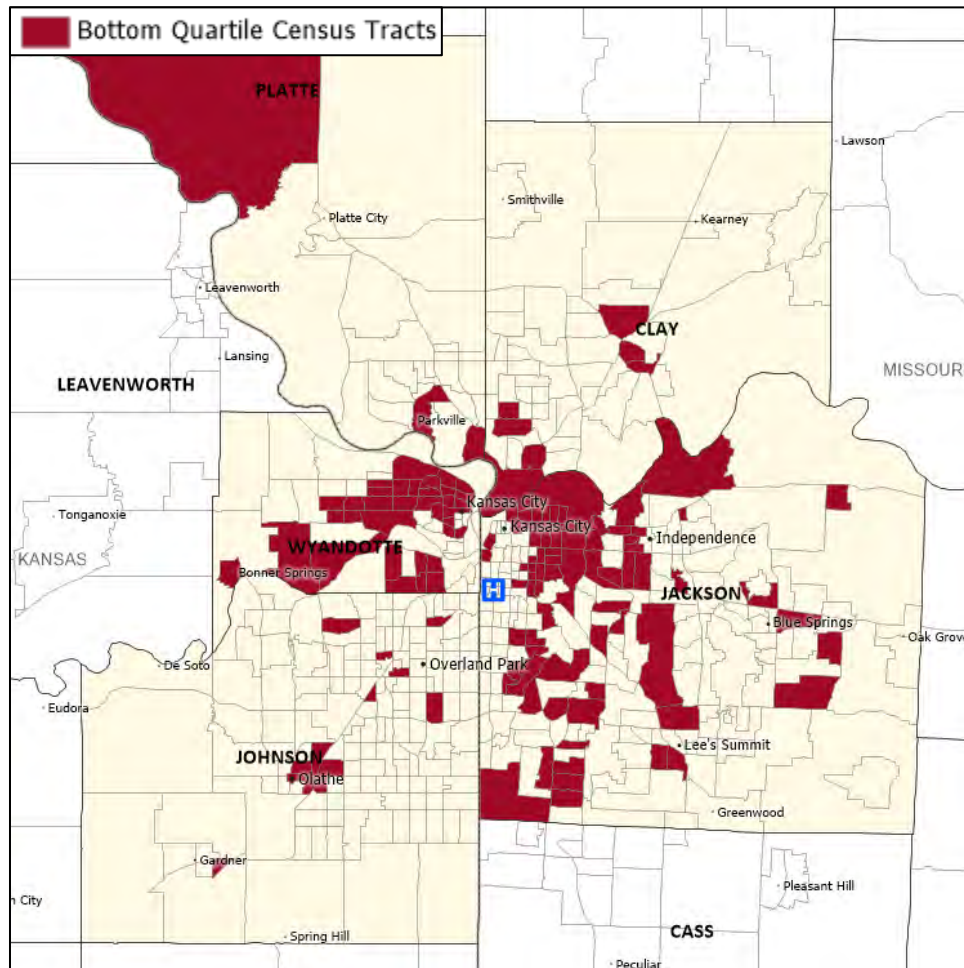 Bottom Quartile Census Tracts
PLATTE
Lawson
Smithville
Platte City
Kearney
Leavenworth
CLAY
Lansing
MISSOUR
LEAVENWORTH
Parkville
Kansas City
Tonganoxie
Kansas City
Independence
WYANDOTTE
KANSAS
Bonner Springs
H
JACKSON
Blue Springs
Oak Grov
De Soto
Overland Park
Eudora
Lee's Summit
JOHNSON
Olathe
Greenwood
Gardner
Pleasant Hill
n City
CASS
Spring Hill
Peculiar